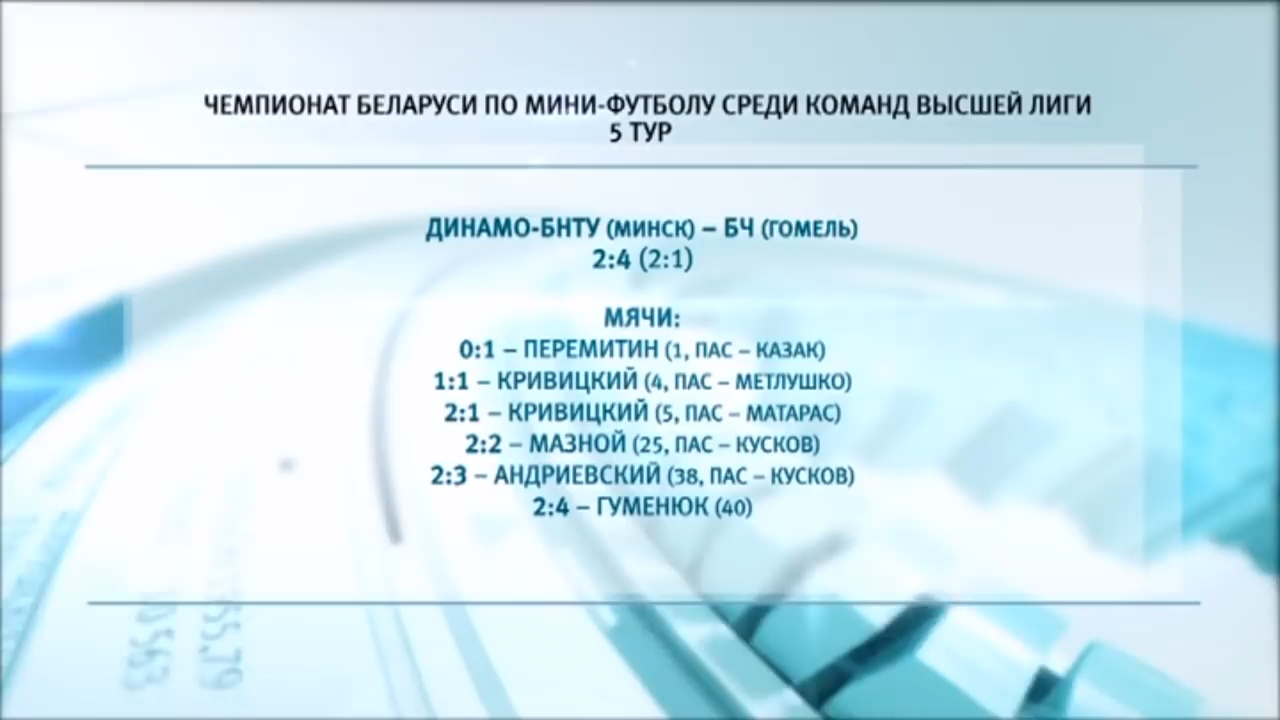 ЧЕМПИОНАТ БЕЛАРУСИ ПО МИНИ-ФУТБОЛУ СРЕДИ КОМАНД ВЫСШЕЙ ЛИГИ
5 ТУР
ДИНАМО-БНТУ (МИНСК) – БЧ (ГОМЕЛЬ)
2:4 (2:1)
МЯЧИ:
0:1 – ПЕРЕМИТИН (1, ПАС – КАЗАК)
1:1 – КРИВИЦКИЙ (4, ПАС – МЕТЛУШКО)
2:1 – КРИВИЦКИЙ (5, ПАС – МАТАРАС)
2:2 – МАЗНОЙ (25, ПАС – КУСКОВ)
2:3 – АНДРИЕВСКИЙ (38, ПАС – КУСКОВ)
2:4 – ГУМЕНЮК (40)